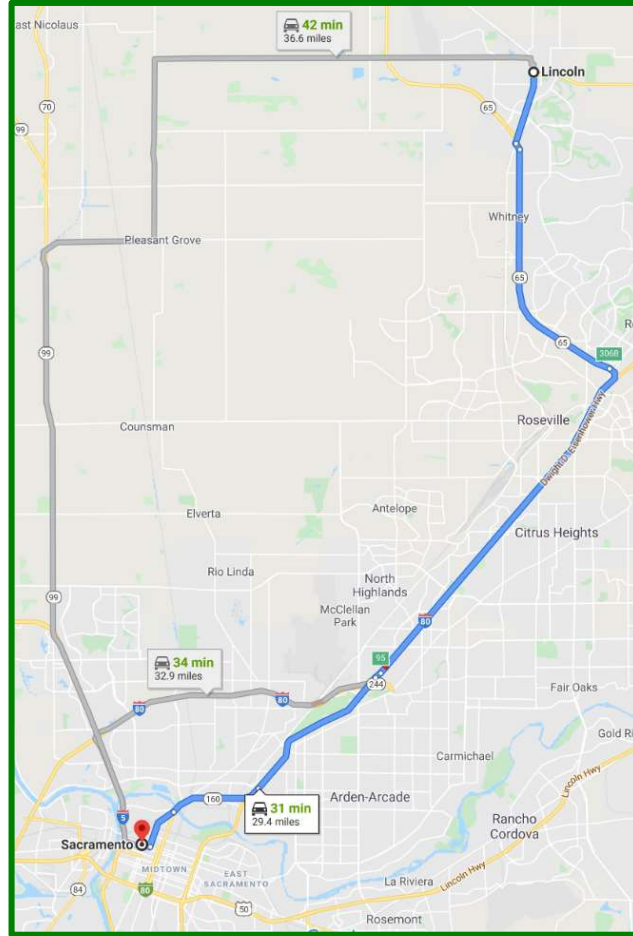 ast Nicolaus
42 min
36.6 miles
Lincoln
70
99
65
Whitney
Pleasant Grove
65
99
65
306B
Roseville
Dwight D. Eisenhower Hwy
Counsman
Antelope
Elverta
Citrus Heights
Rio Linda
North
Highlands
McClellan
Park
99
80
95
34 min
32.9 miles
244
Fair Oaks
80
80
Gold Ri
Carmichael
Lincoln Hwy
160
31 min
29.4 miles
Arden-Arcade
5
Rancho
Cordova
Sacramento
MIDTOWN
EAST
SACRAMENTO
La Riviera
Lincoln Hwy
84
80
50
Rosemont